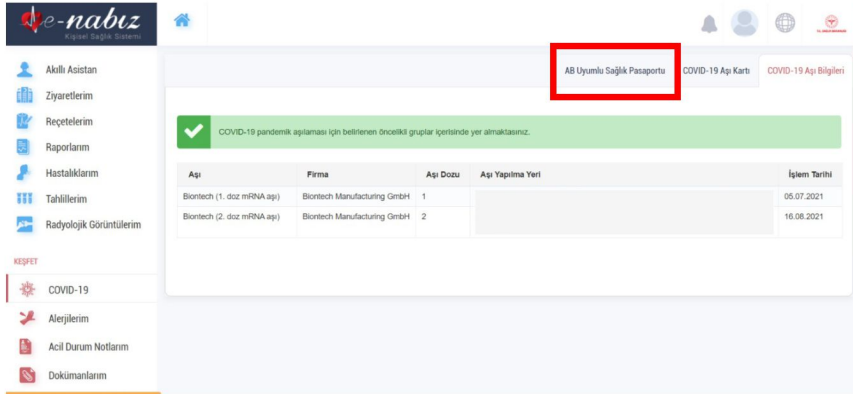 e-nabız
Kişisel Sağlık Sistemi
Akıllı Asistan
Ziyaretlerim
Reçetelerim
Raporlarım
Hastalıklarım
Tahlillerim
Radyolojik Görüntülerim
KEŞFET
COVID-19
Alerjilerim
Acil Durum Notlarım
Dokümanlarım
AB Uyumlu Sağlık Pasaportu COVID-19 Aşı Kartı COVID-19 Aşı Bilgileri
COVID-19 pandemik aşılaması için belirlenen öncelikli gruplar içerisinde yer almaktasınız.
Aşı Firma Aşı Dozu Aşı Yapılma Yeri İşlem Tarihi
Biontech (1. doz mRNA aşı) Biontech Manufacturing GmbH 1 05.07.2021
Biontech (2. doz mRNA aşı) Biontech Manufacturing GmbH 2 16.08.2021